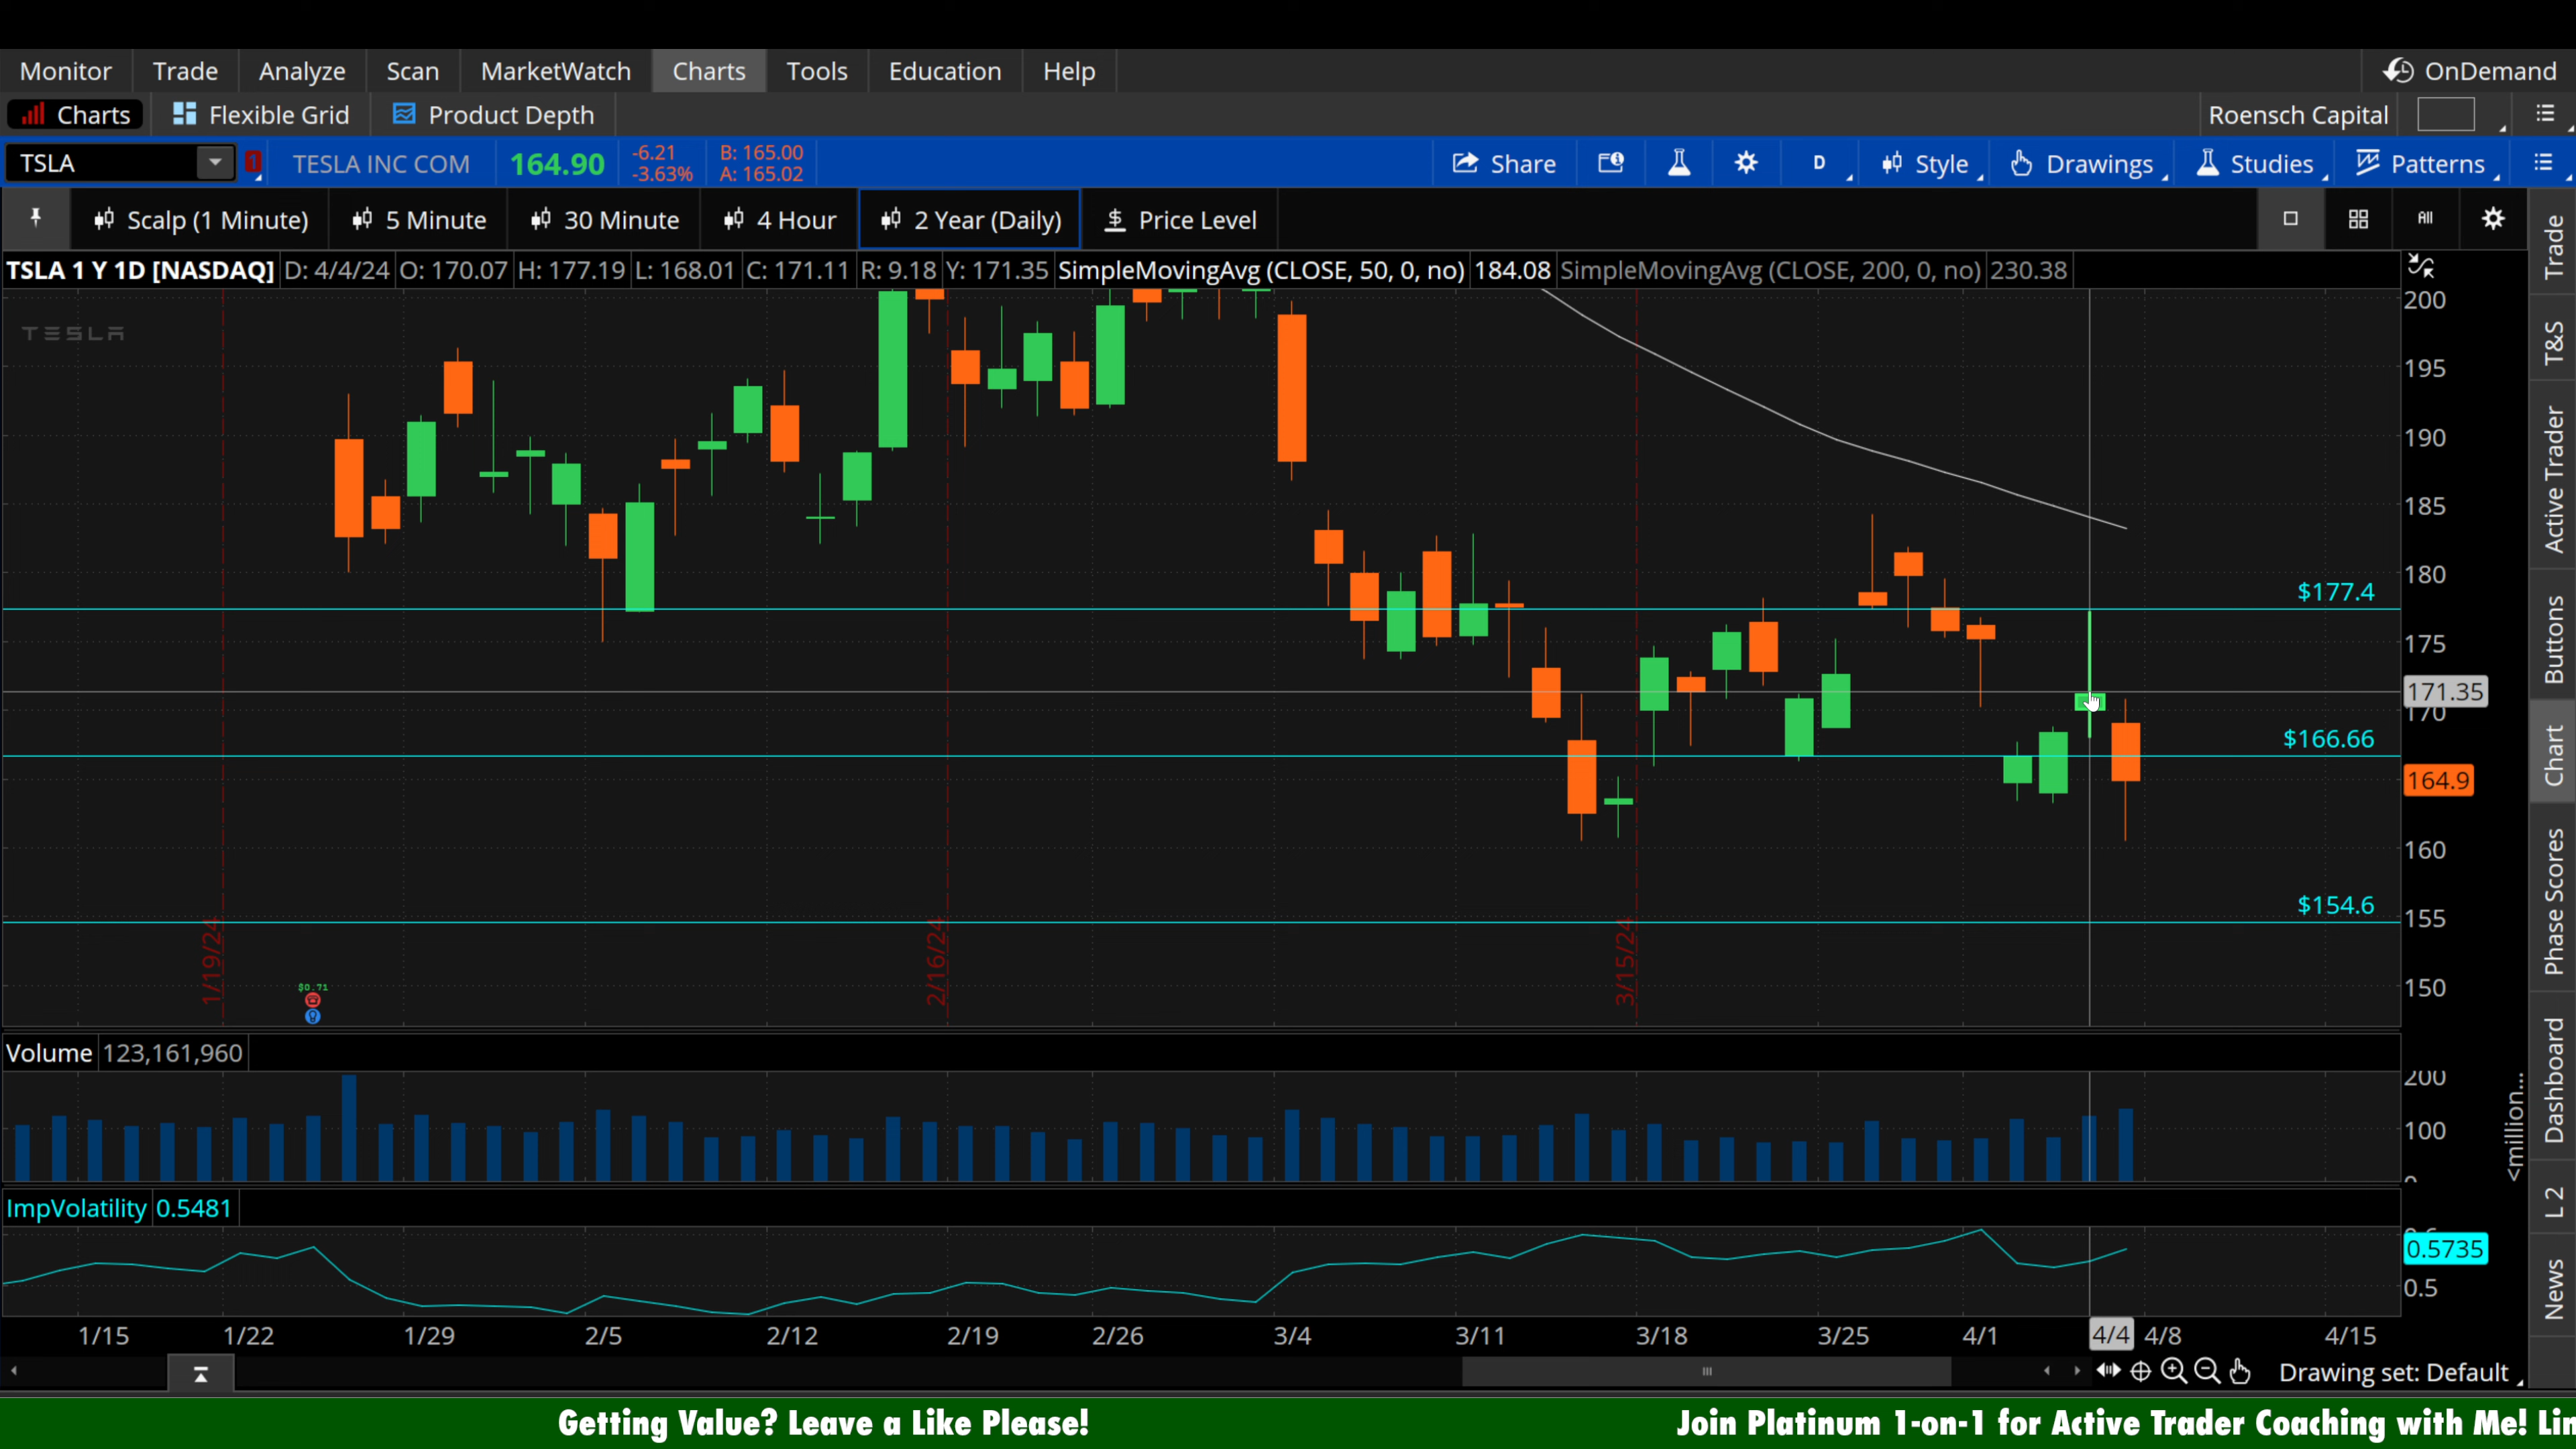 Monitor Trade Analyze Scan MarketWatch Charts Tools Education Help OnDemand
Charts Flexible Grid Product Depth Roensch Capital
TSLA 1 TESLA INC COM 164.90 -6.21 B: 165.00
-3.63% A: 165.02
Share D Style Drawings Studies Patterns
Scalp (1 Minute) 5 Minute 30 Minute 4 Hour 2 Year (Daily) $ Price Level All
TSLA 1 Y 1D [NASDAQ] D: 4/4/24 O: 170.07 H: 177.19 L: 168.01 C: 171.11 R: 9.18 Y: 171.35 SimpleMovingAvg (CLOSE, 50, 0, no) 184.08 SimpleMovingAvg (CLOSE, 200, 0, no) 230.38
TESLA
200
195
190
185
180
$177.4
175
171.35
170
$166.66
164.9
160
$154.6
155
150
1/19/24
2/16/24
3/15/24
$0.71
Volume 123,161,960
200
100
<million...
ImpVolatility 0.5481
0.5735
0.5
1/15 1/22 1/29 2/5 2/12 2/19 2/26 3/4 3/11 3/18 3/25 4/1 4/4 4/8 4/15
Drawing set: Default
Trade
T&S
Active Trader
Buttons
Chart
Phase Scores
Dashboard
L2
News
Getting Value? Leave a Like Please! Join Platinum 1-on-1 for Active Trader Coaching with Me!